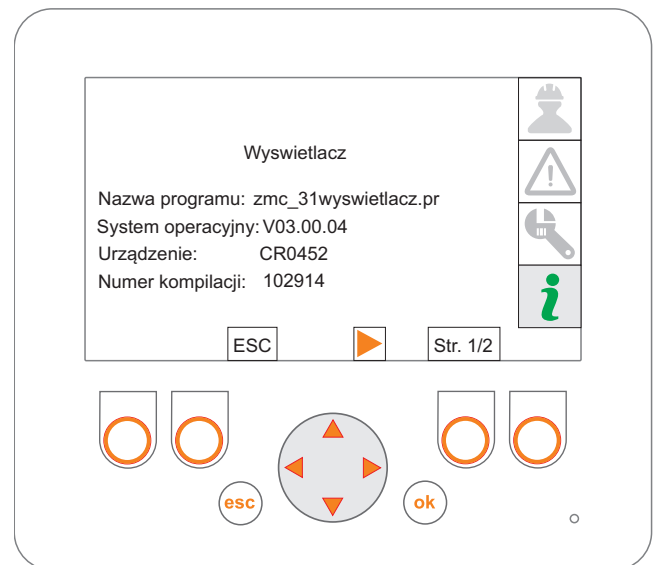 Wyswietlacz
Nazwa programu: zmc_31wyswietlacz.pr
System operacyjny: V03.00.04
Urządzenie: CR0452
Numer kompilacji: 102914
ESC
Str. 1/2
esc
ok